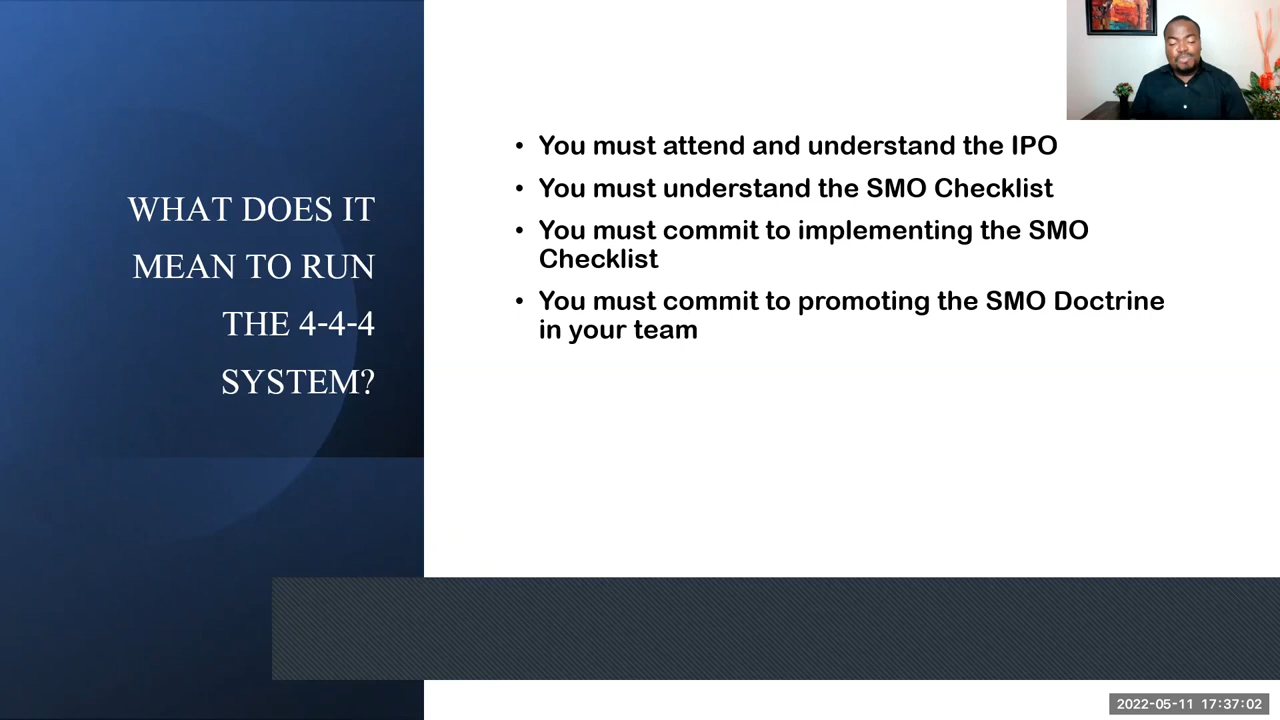 WHAT DOES IT
MEAN TO RUN
THE 4-4-4
SYSTEM?
• You must attend and understand the IPO
• You must understand the SMO Checklist
• You must commit to implementing the SMO
Checklist
• You must commit to promoting the SMO Doctrine
in your team
2022-05-11 17:37:02